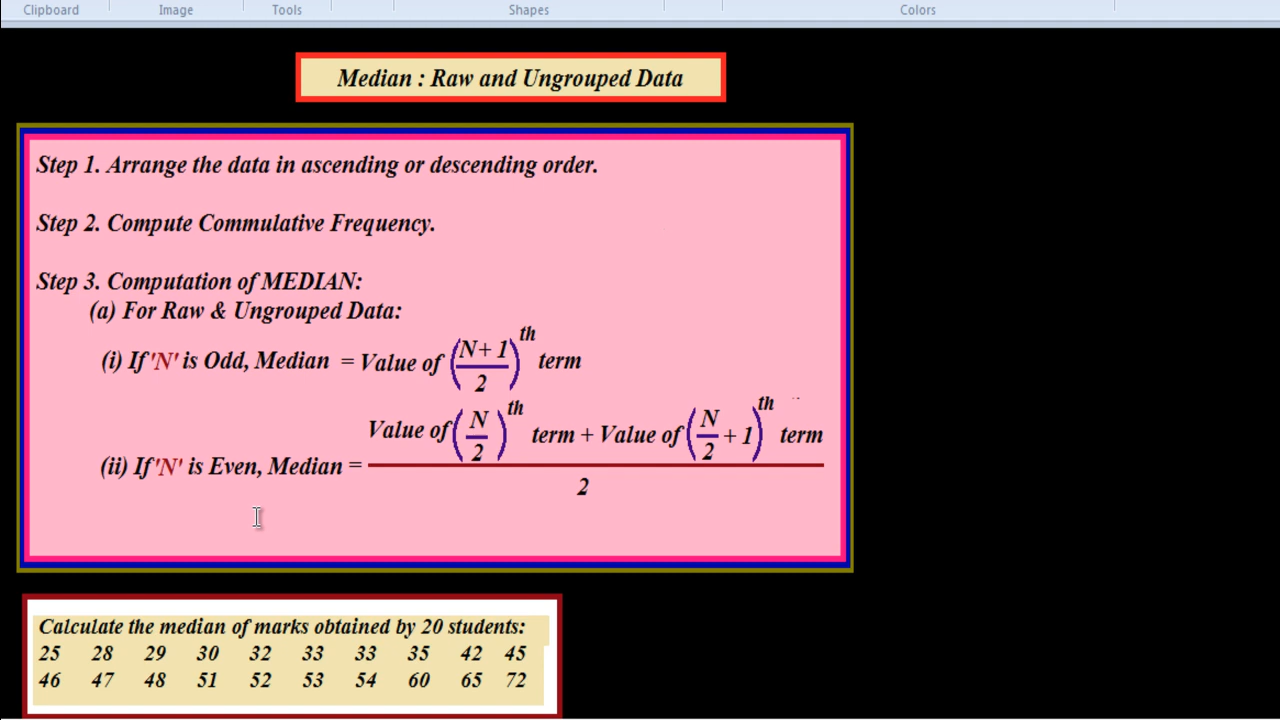 Clipboard Image Tools Shapes Colors
Median : Raw and Ungrouped Data
Step 1. Arrange the data in ascending or descending order.
Step 2. Compute Commulative Frequency.
Step 3. Computation of MEDIAN:
(a) For Raw & Ungrouped Data:
(i) If 'N' is Odd, Median = Value of ((N+1)/2)th term
(ii) If 'N' is Even, Median = (Value of (N/2)th term + Value of (N/2 + 1)th term)/2
Calculate the median of marks obtained by 20 students:
25 28 29 30 32 33 33 35 42 45
46 47 48 51 52 53 54 60 65 72